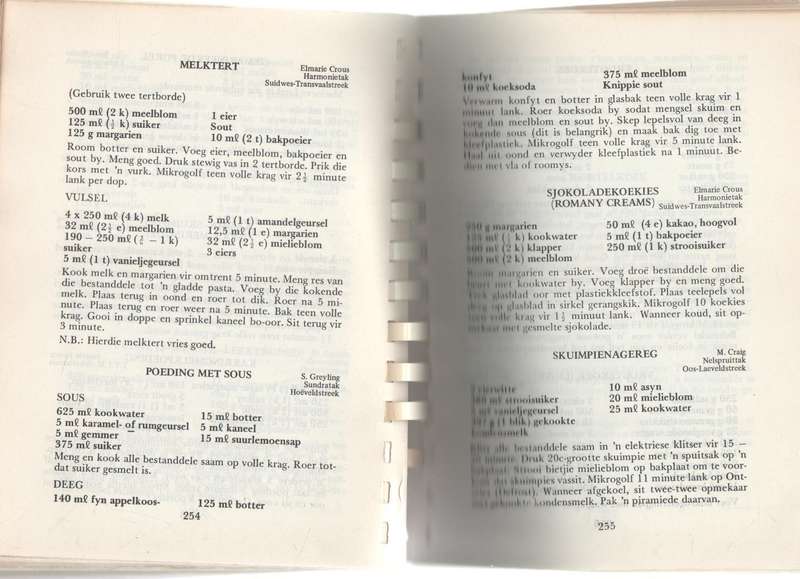 MELKTERT
Elmarie Crous
Harmonietak
Suidwes-Transvaalstreek
(Gebruik twee tertborde)
500 mℓ (2 k) meelblom
125 mℓ (½ k) suiker
125 g margarien
1 eier
Sout
10 mℓ (2 t) bakpoeier
Room botter en suiker. Voeg eier, meelblom, bakpoeier en
sout by. Meng goed. Druk stewig vas in 2 tertborde. Prik die
kors met 'n vurk. Mikrogolf teen volle krag vir 2½ minute
lank per dop.
VULSEL
4 x 250 mℓ (4 k) melk
32 mℓ (2½ e) meelblom
190 – 250 mℓ (¾ – 1 k)
suiker
5 mℓ (1 t) vanieljegeursel
5 mℓ (1 t) amandelgeursel
12,5 mℓ (1 e) margarien
32 mℓ (2½ e) mielieblom
3 eiers
Kook melk en margarien vir omtrent 5 minute. Meng res van
die bestanddele tot 'n gladde pasta. Voeg by die kokende
melk. Plaas terug in oond en roer tot dik. Roer na 5 mi-
nute. Plaas terug en roer weer na 5 minute. Bak teen volle
krag. Gooi in doppe en sprinkel kaneel bo-oor. Sit terug vir
3 minute.
N.B.: Hierdie melktert vries goed.
POEDING MET SOUS
S. Greyling
Sundratak
Hoëveldstreek
SOUS
625 mℓ kookwater
5 mℓ karamel- of rumgeursel
5 mℓ gemmer
375 mℓ suiker
15 mℓ botter
5 mℓ kaneel
15 mℓ suurlemoensap
Meng en kook alle bestanddele saam op volle krag. Roer tot-
dat suiker gesmelt is.
DEEG
140 mℓ fyn appelkoos-
125 mℓ botter
254
konfyt
10 mℓ koeksoda
375 mℓ meelblom
Knippie sout
Verwarm konfyt en botter in glasbak teen volle krag vir 1
minuut lank. Roer koeksoda by sodat mengsel skuim en
voeg dan meelblom en sout by. Skep lepelsvol van deeg in
kokende sous (dit is belangrik) en maak bak dig toe met
kleefplastiek. Mikrogolf teen volle krag vir 5 minute lank.
Haal uit oond en verwyder kleefplastiek na 1 minuut. Be-
dien met vla of roomys.
SJOKOLADEKOEKIES
(ROMANY CREAMS)
Elmarie Crous
Harmonietak
Suidwes-Transvaalstreek
250 g margarien
125 mℓ (½ k) kookwater
500 mℓ (2 k) klapper
500 mℓ (2 k) meelblom
50 mℓ (4 e) kakao, hoogvol
5 mℓ (1 t) bakpoeier
250 mℓ (1 k) strooisuiker
Room margarien en suiker. Voeg droë bestanddele om die
beurt met kookwater by. Voeg klapper by en meng goed.
glasblad oor met plastiekkleefstof. Plaas teelepels vol
deeg op glasblad in sirkel gerangskik. Mikrogolf 10 koekies
teen volle krag vir 1½ minuut lank. Wanneer koud, sit op-
mekaar met gesmelte sjokolade.
SKUIMPIENAGEREG
M. Craig
Nelspruittak
Oos-Laeveldstreek
eierwitte
strooisuiker
mℓ vanieljegeursel
(1 blik) gekookte
kondensmelk
10 mℓ asyn
20 mℓ mielieblom
25 mℓ kookwater
Klits alle bestanddele saam in 'n elektriese klitser vir 15 –
minute. Druk 20c-grootte skuimpie met 'n spuitsak op 'n
bakplaat. Strooi bietjie mielieblom op bakplaat om te voor-
dat skuimpies vassit. Mikrogolf 11 minute lank op Ont-
(Defrost). Wanneer afgekoel, sit twee-twee opmekaar
met gekookte kondensmelk. Pak 'n piramiede daarvan.
255